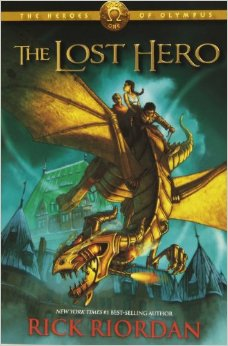 THE HEROES OF OLYMPUS
ONE
THE LOST HERO
NEW YORK TIMES #1 BEST-SELLING AUTHOR
RICK RIORDAN